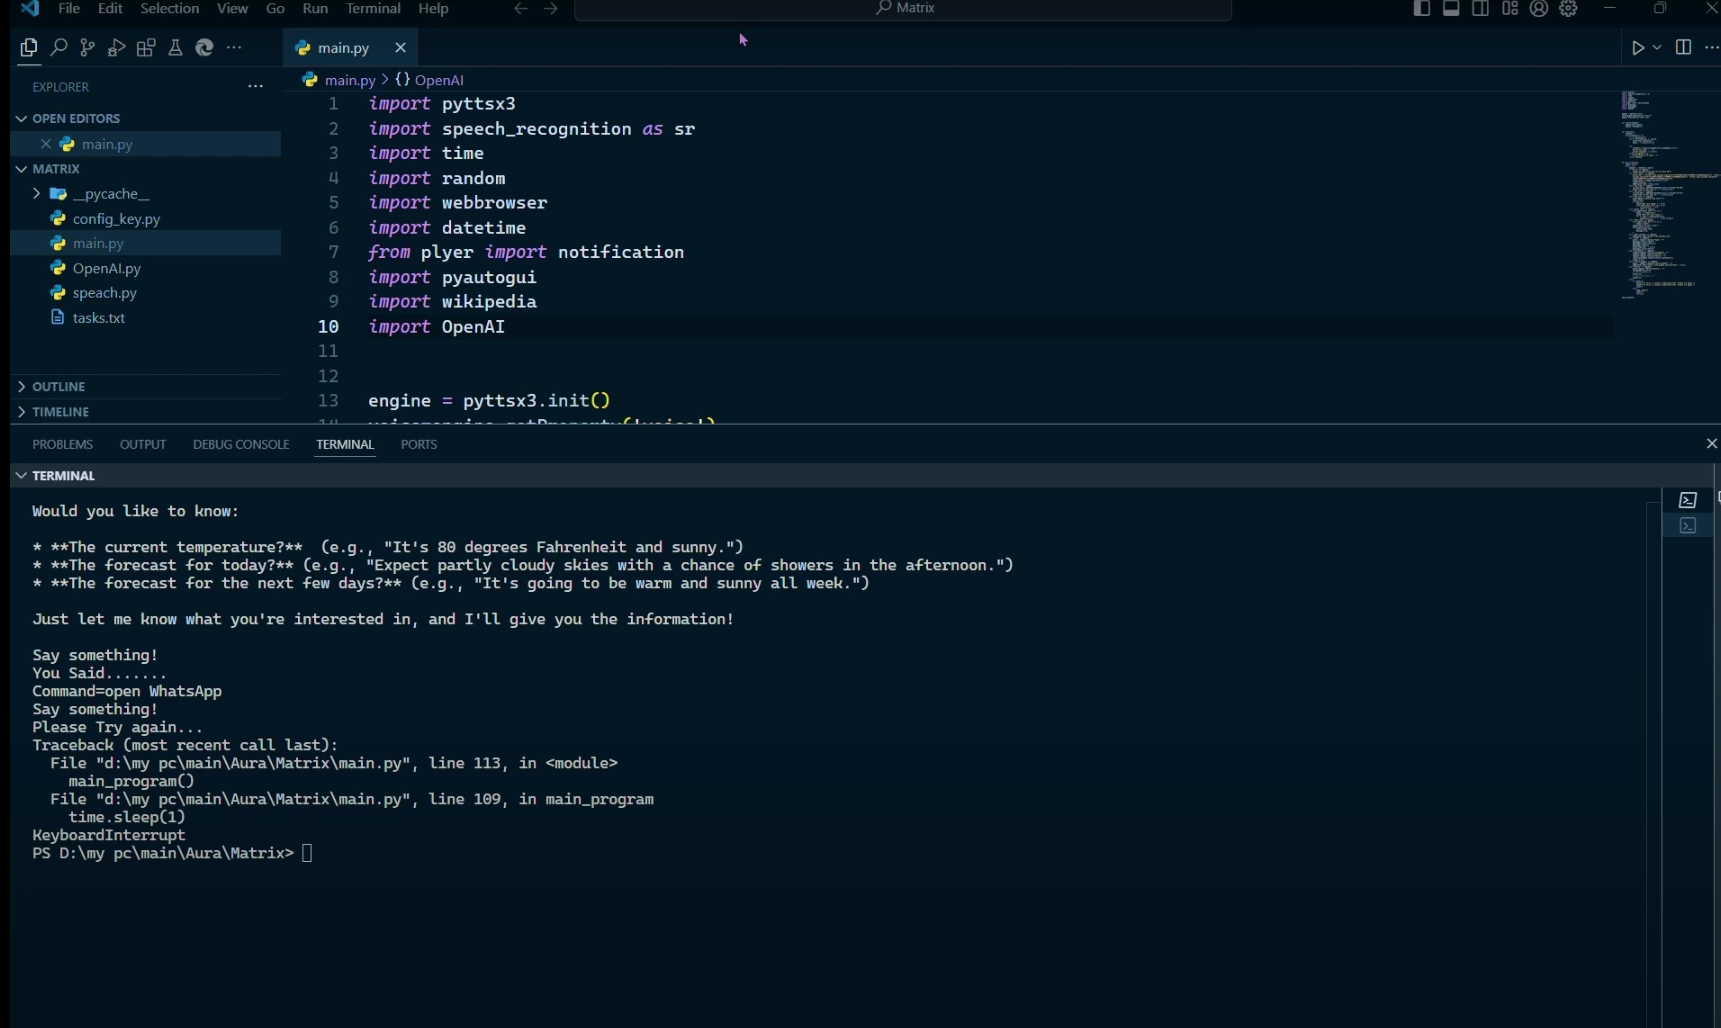 File Edit Selection View Go Run Terminal Help
Matrix
main.py
EXPLORER
main.py > {} OpenAI
OPEN EDITORS
main.py
MATRIX
__pycache__
config_key.py
main.py
OpenAI.py
speach.py
tasks.txt
OUTLINE
TIMELINE
1 import pyttsx3
2 import speech_recognition as sr
3 import time
4 import random
5 import webbrowser
6 import datetime
7 from plyer import notification
8 import pyautogui
9 import wikipedia
10 import OpenAI
11
12
13 engine = pyttsx3.init()
PROBLEMS OUTPUT DEBUG CONSOLE TERMINAL PORTS
TERMINAL
Would you like to know:
* **The current temperature?** (e.g., "It's 80 degrees Fahrenheit and sunny.")
* **The forecast for today?** (e.g., "Expect partly cloudy skies with a chance of showers in the afternoon.")
* **The forecast for the next few days?** (e.g., "It's going to be warm and sunny all week.")
Just let me know what you're interested in, and I'll give you the information!
Say something!
You Said.......
Command=open WhatsApp
Say something!
Please Try again...
Traceback (most recent call last):
File "d:\my pc\main\Aura\Matrix\main.py", line 113, in <module>
main_program()
File "d:\my pc\main\Aura\Matrix\main.py", line 109, in main_program
time.sleep(1)
KeyboardInterrupt
PS D:\my pc\main\Aura\Matrix>